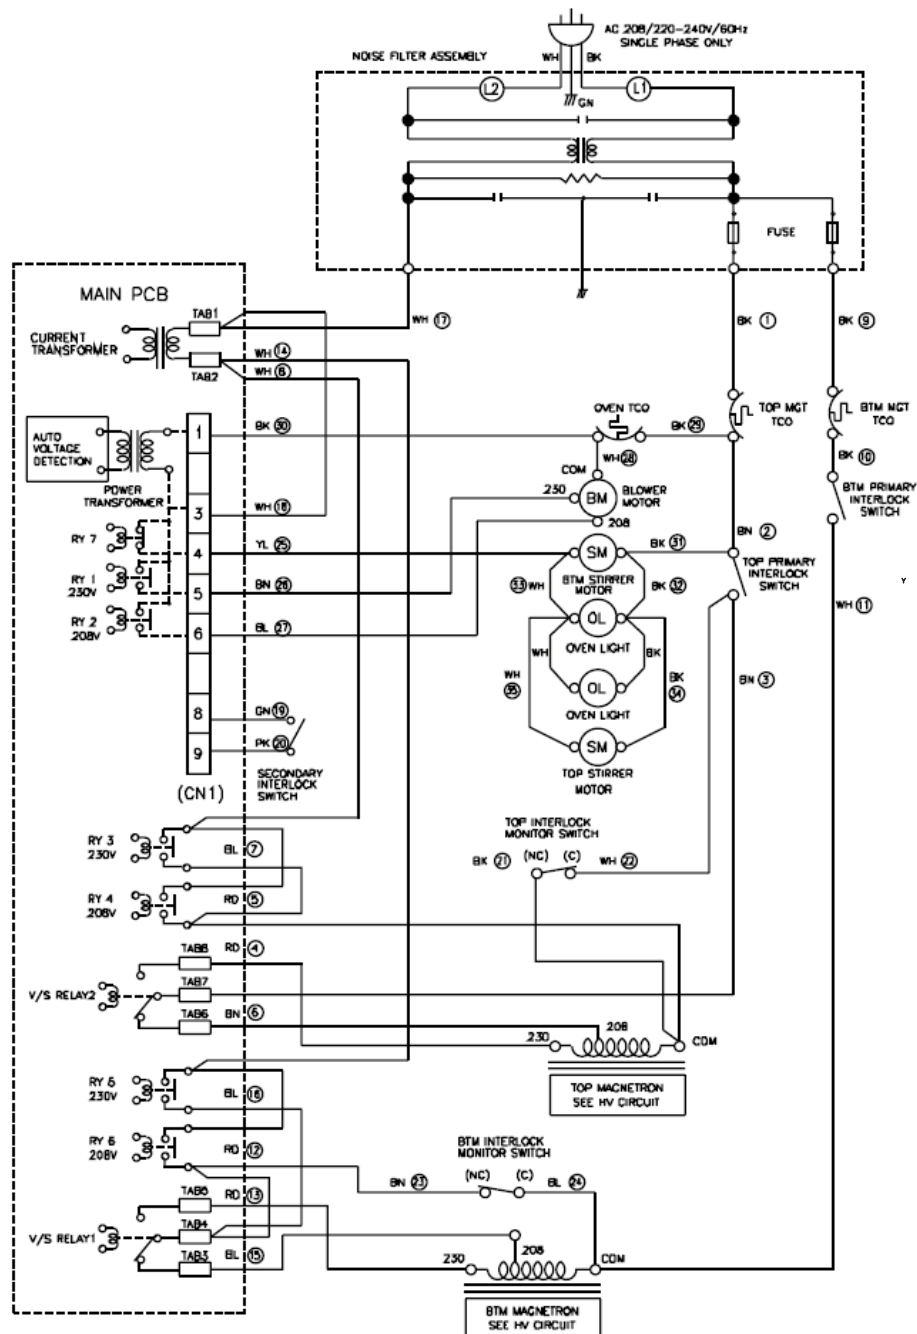 AC 208/220-240V/60Hz
SINGLE PHASE ONLY
NOISE FILTER ASSEMBLY
WH
BK
L2
L1
GN
FUSE
MAIN PCB
TAB1
CURRENT
TRANSFORMER
TAB2
WH 17
BK 1
BK 9
WH 14
WH 8
OVEN TCO
TOP MGT
TCO
BTM MGT
TCO
1
BK 30
BK 29
AUTO
VOLTAGE
DETECTION
WH 28
BK 10
COM
POWER
TRANSFORMER
.230
BM
BLOWER
MOTOR
BTM PRIMARY
INTERLOCK
SWITCH
3
WH 18
.208
BN 2
RY 7
4
YL 25
SM
BK 31
TOP PRIMARY
INTERLOCK
SWITCH
RY 1
.230V
5
BN 26
33 WH
BTM STIRRER
MOTOR
BK 32
Y
RY 2
.208V
6
BL 27
OL
WH 11
OVEN LIGHT
WH
BK
WH
35
BK
34
BN 3
OL
OVEN LIGHT
8
GN 19
9
PK 20
SM
SECONDARY
INTERLOCK
SWITCH
TOP STIRRER
MOTOR
(CN1)
TOP INTERLOCK
MONITOR SWITCH
RY 3
230V
BL 7
BK 21
(NC)
(C)
WH 22
RY 4
.208V
RD 5
TAB8
RD 4
V/S RELAY2
TAB7
TAB6
BN 6
.230
.208
COM
TOP MAGNETRON
SEE HV CIRCUIT
RY 5
230V
BL 16
RY 6
208V
RD 12
BTM INTERLOCK
MONITOR SWITCH
BN 23
(NC)
(C)
BL 24
TAB5
RD 13
V/S RELAY1
TAB4
TAB3
BL 15
.230
.208
COM
BTM MAGNETRON
SEE HV CIRCUIT